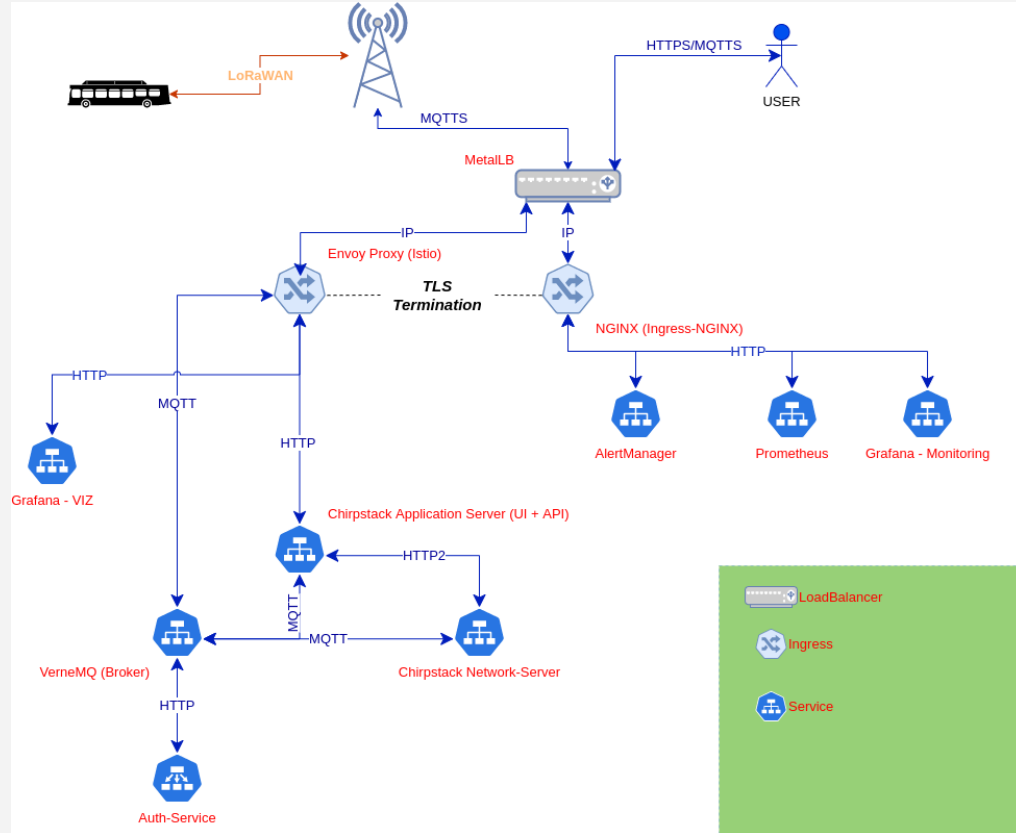 LoRaWAN
HTTPS/MQTTS
USER
MQTTS
MetalLB
IP
IP
Envoy Proxy (Istio)
TLS
Termination
NGINX (Ingress-NGINX)
HTTP
HTTP
MQTT
HTTP
AlertManager
Prometheus
Grafana - Monitoring
Grafana - VIZ
Chirpstack Application Server (UI + API)
HTTP2
MQTT
MQTT
VerneMQ (Broker)
Chirpstack Network-Server
HTTP
Auth-Service
LoadBalancer
Ingress
Service